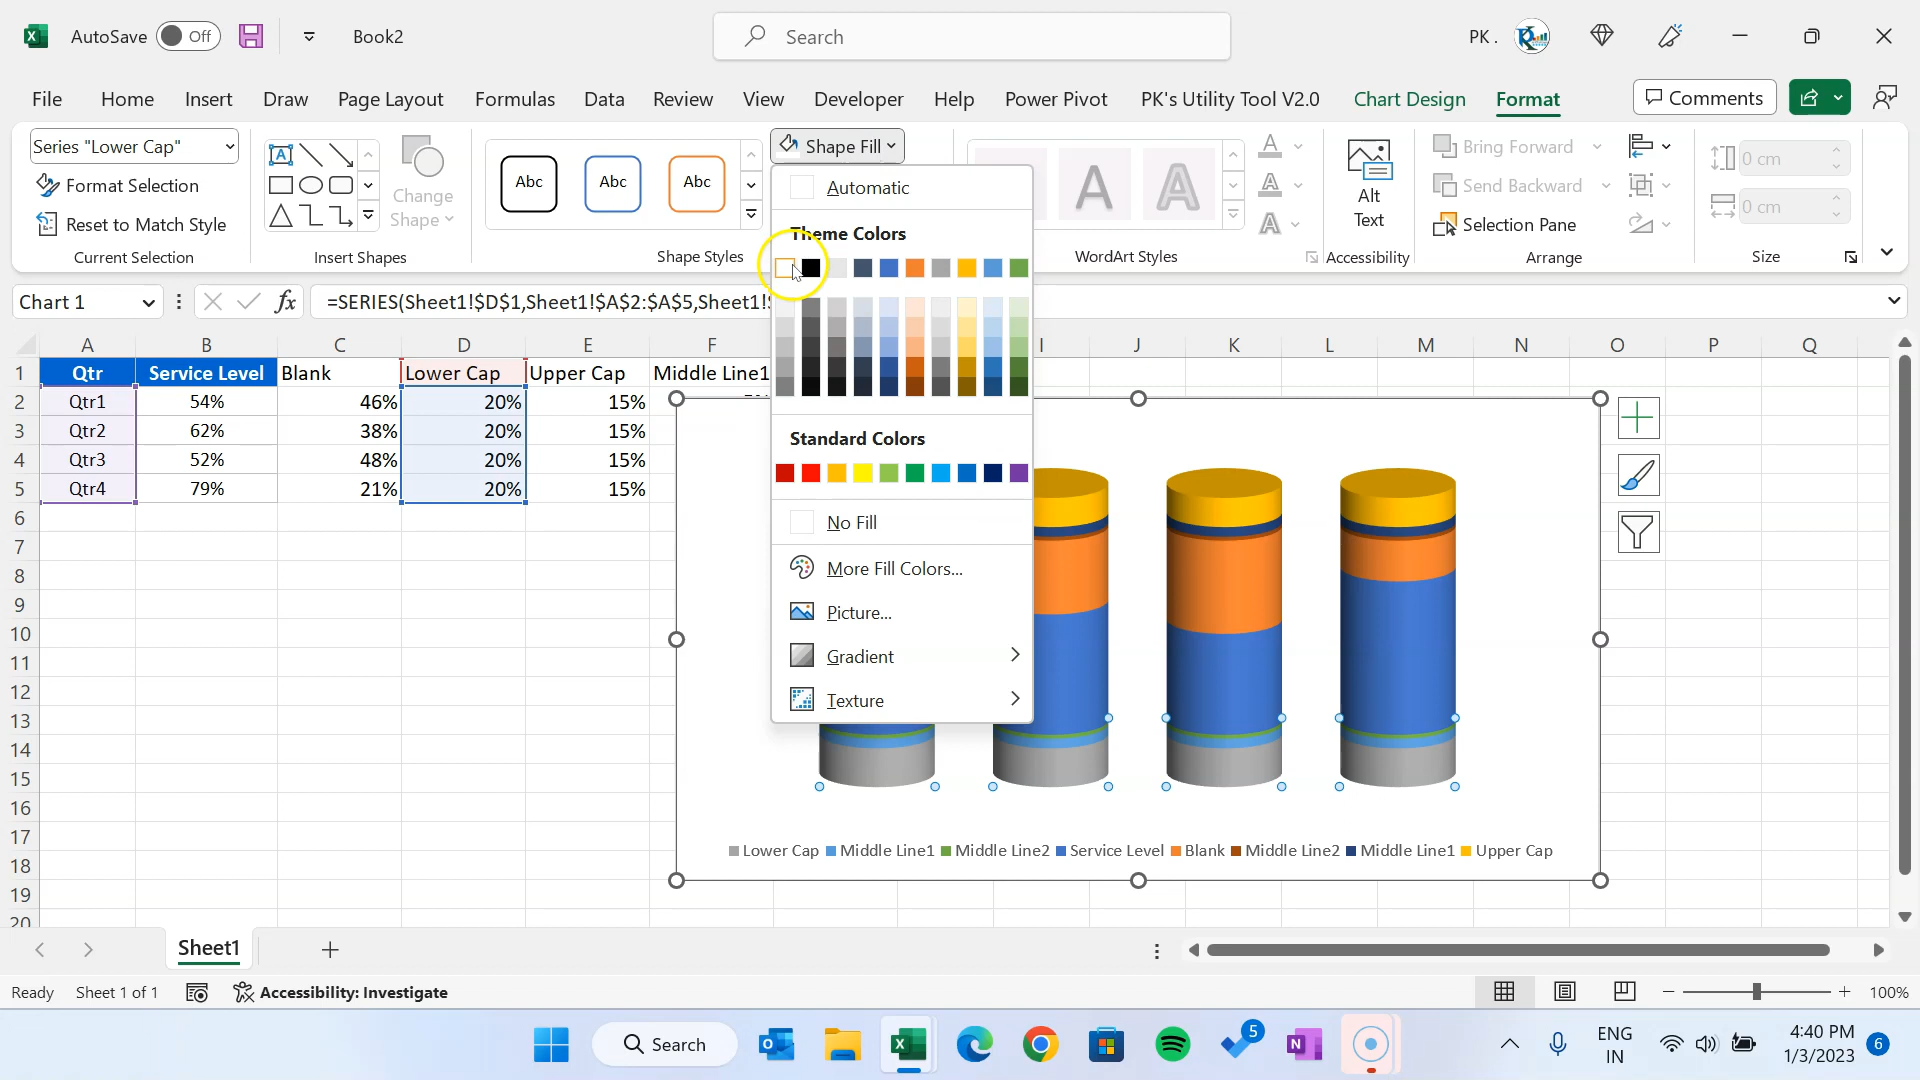 AutoSave Off Book2 Search PK .
File Home Insert Draw Page Layout Formulas Data Review View Developer Help Power Pivot PK's Utility Tool V2.0 Chart Design Format Comments
Series "Lower Cap"
Format Selection
Reset to Match Style
Current Selection
Change
Shape
Insert Shapes
Abc Abc Abc
Shape Fill
Shape Styles
A A
A
A
A
WordArt Styles
Alt
Text
Accessibility
Bring Forward
Send Backward
Selection Pane
Arrange
0 cm
0 cm
Size
Automatic
Theme Colors
Standard Colors
No Fill
More Fill Colors...
Picture...
Gradient
Texture
Chart 1 fx =SERIES(Sheet1!$D$1,Sheet1!$A$2:$A$5,Sheet1!
A B C D E F I J K L M N O P Q
1 Qtr Service Level Blank Lower Cap Upper Cap Middle Line1
2 Qtr1 54% 46% 20% 15%
3 Qtr2 62% 38% 20% 15%
4 Qtr3 52% 48% 20% 15%
5 Qtr4 79% 21% 20% 15%
6
7
8
9
10
11
12
13
14
15
16
17
18
19
20
Lower Cap Middle Line1 Middle Line2 Service Level Blank Middle Line2 Middle Line1 Upper Cap
Sheet1
Ready Sheet 1 of 1 Accessibility: Investigate 100%
Search 5 ENG
IN
4:40 PM
1/3/2023 6